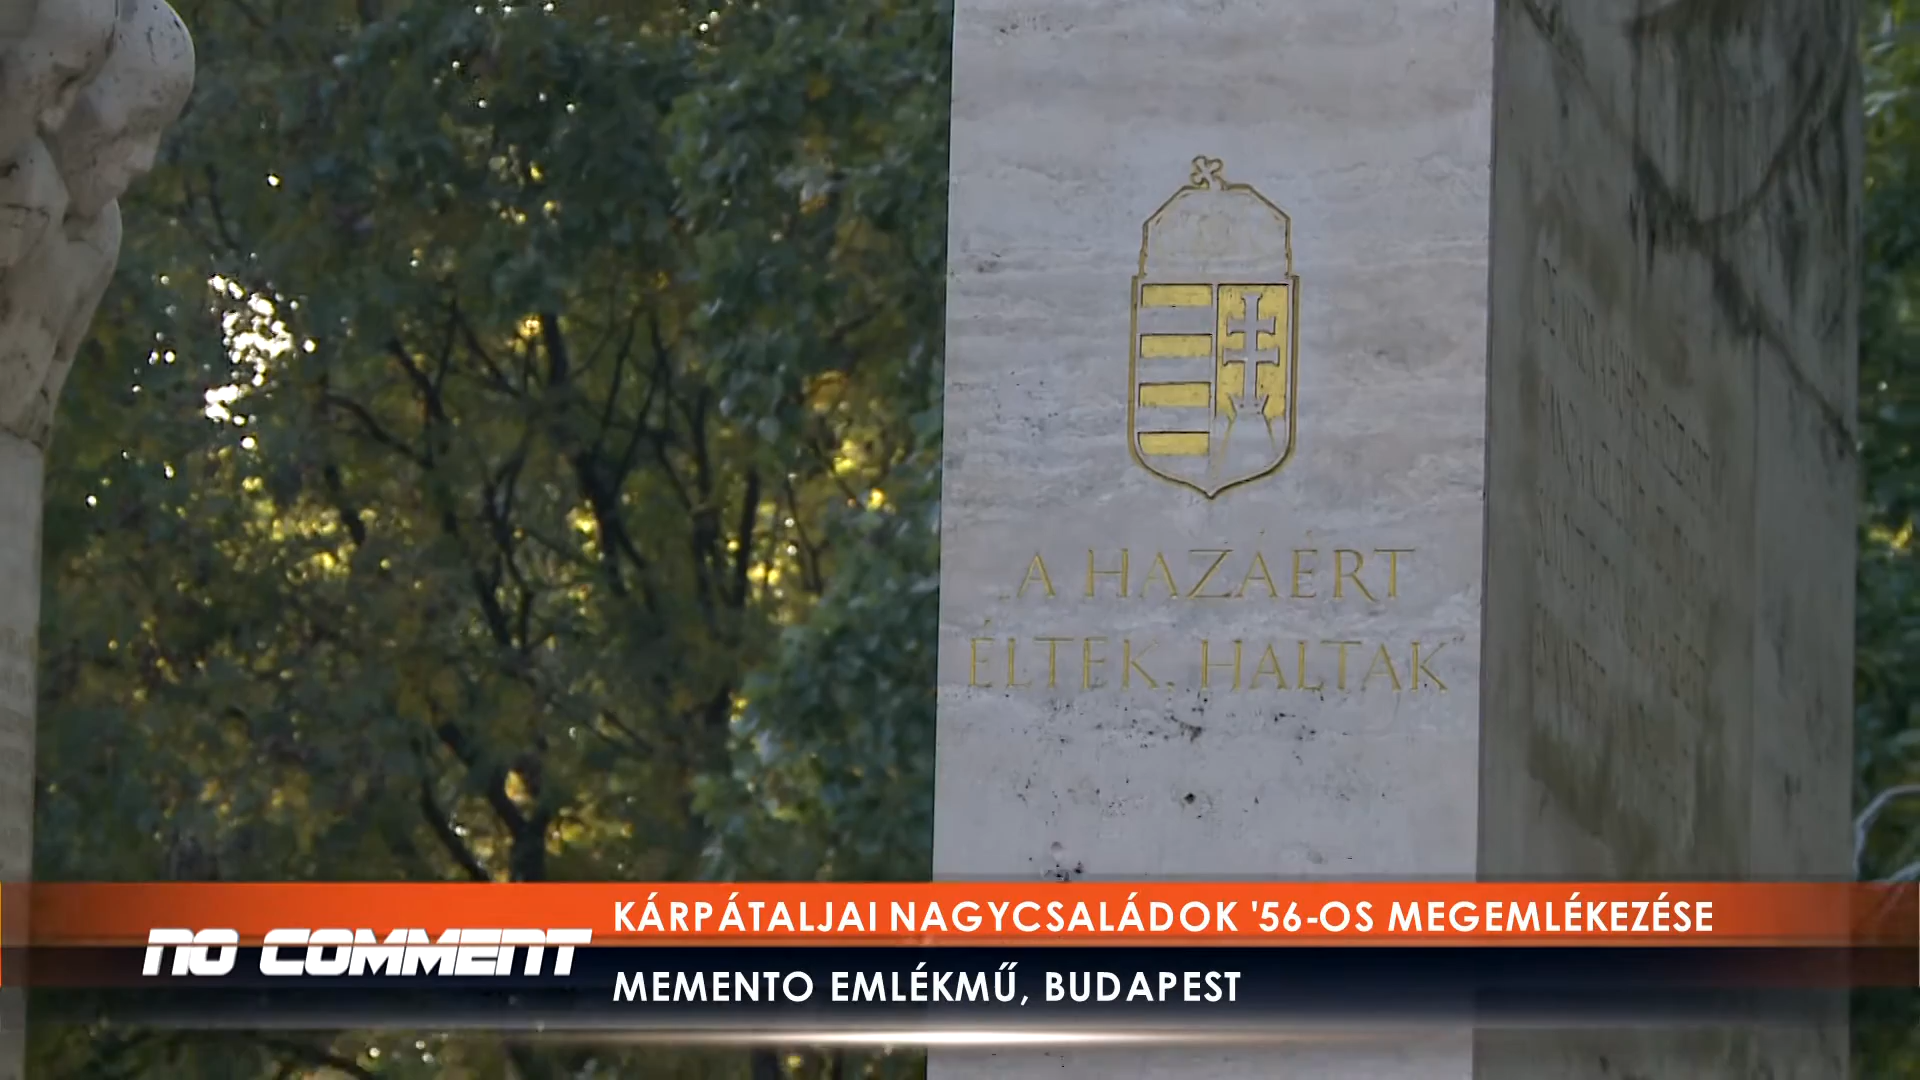 „A HAZÁÉRT
ÉLTEK, HALTAK"
NO COMMENT
KÁRPÁTALJAI NAGYCSALÁDOK '56-OS MEGEMLÉKEZÉSE
MEMENTO EMLÉKMŰ, BUDAPEST